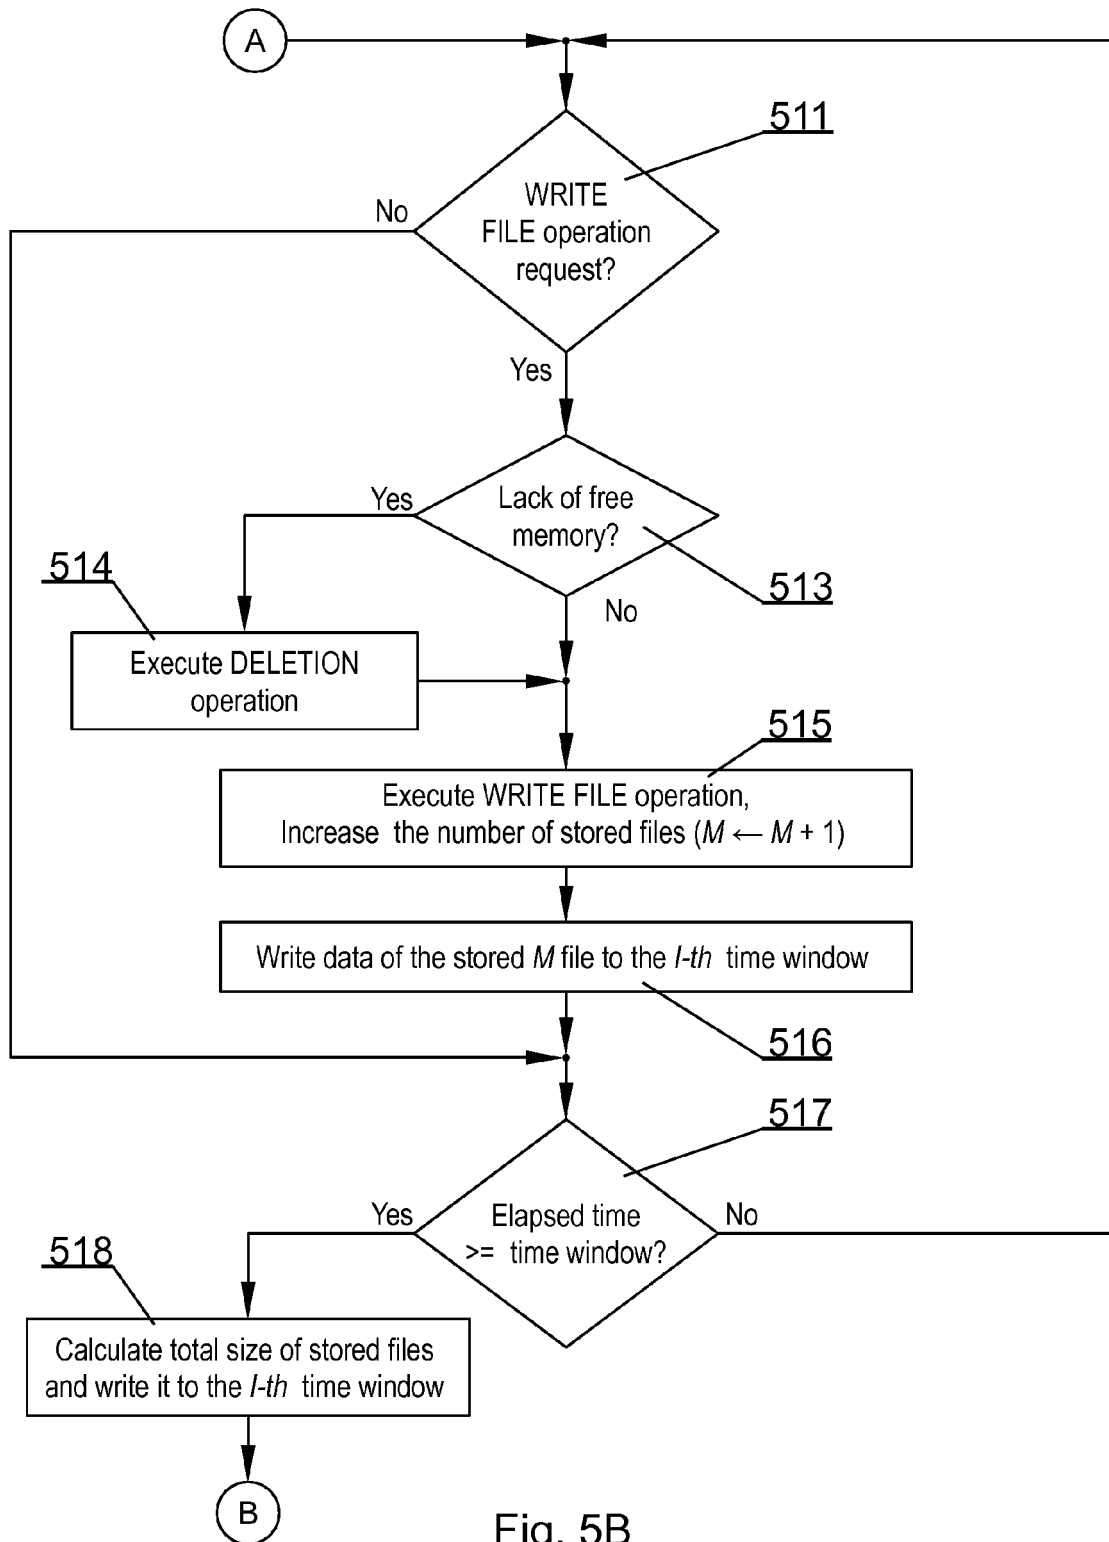 A
511
WRITE
FILE operation
request?
No
Yes
Lack of free
memory?
Yes
513
514
No
Execute DELETION
operation
515
Execute WRITE FILE operation,
Increase the number of stored files (M ← M + 1)
Write data of the stored M file to the I-th time window
516
517
Elapsed time
>= time window?
Yes
No
518
Calculate total size of stored files
and write it to the I-th time window
B
Fig. 5B